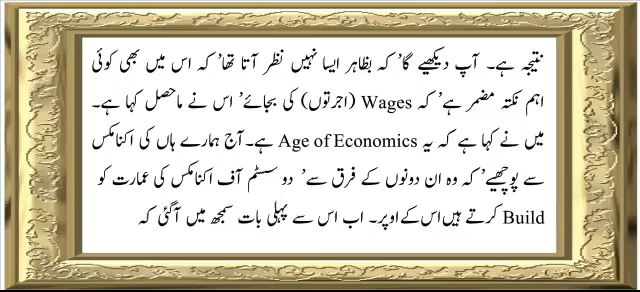 نتیجہ ہے۔ آپ دیکھیے گا’ کہ بظاہر ایسا نہیں نظر آتا تھا’ کہ اس میں بھی کوئی
اہم نکتہ مضمر ہے’ کہ Wages (اجرتوں) کی بجائے’ اس نے ماحصل کہا ہے۔
میں نے کہا ہے کہ یہ Age of Economics ہے۔ آج ہمارے ہاں کی اکنامکس
سے پوچھیے’ کہ وہ ان دونوں کے فرق سے’ دو سسٹم آف اکنامکس کی عمارت کو
Build کرتے ہیں اس کے اوپر۔ اب اس سے پہلی بات سمجھ میں آگئی کہ